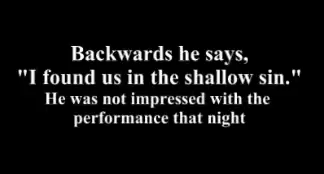 Backwards he says,
"I found us in the shallow sin."
He was not impressed with the
performance that night